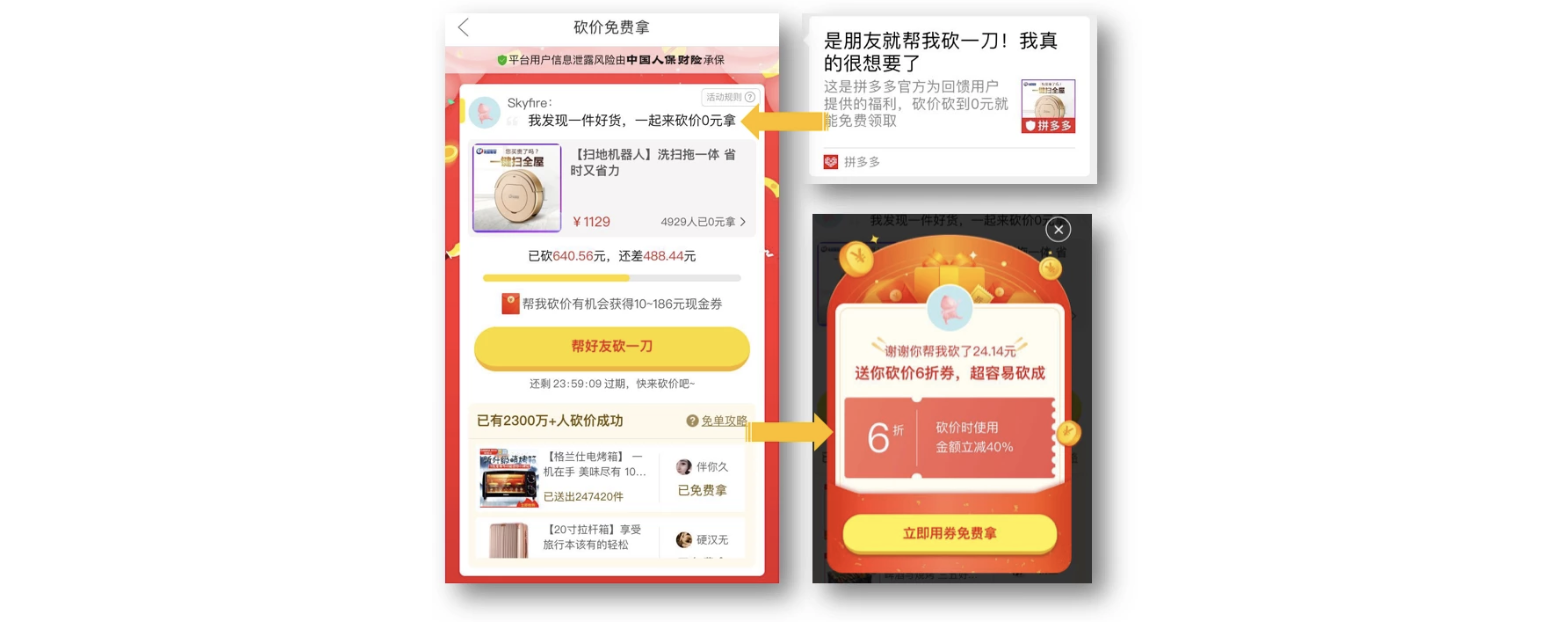 砍价免费拿
平台用户信息泄露风险由中国人保财险承保
活动规则
Skyfire:
我发现一件好货，一起来砍价0元拿
您买要了吗?
一键扫全屋
【扫地机器人】洗扫拖一体 省
时又省力
￥1129
4929人已0元拿
已砍640.56元，还差488.44元
帮我砍价有机会获得10~186元现金券
帮好友砍一刀
还剩 23:59:09 过期，快来砍价吧~
已有2300万+人砍价成功
? 免单攻略
【格兰仕电烤箱】 一
机在手 美味尽有 10...
已送出247420件
伴你久
已免费拿
【20寸拉杆箱】享受
旅行本该有的轻松
硬汉无
是朋友就帮我砍一刀！我真
的很想要了
这是拼多多官方为回馈用户
提供的福利，砍价砍到0元就
能免费领取
一键扫全屋
拼多多
拼多多
我发现一件好货，一起来砍价0元
谢谢你帮我砍了24.14元
送你砍价6折券，超容易砍成
6折
砍价时使用
金额立减40%
立即用券免费拿